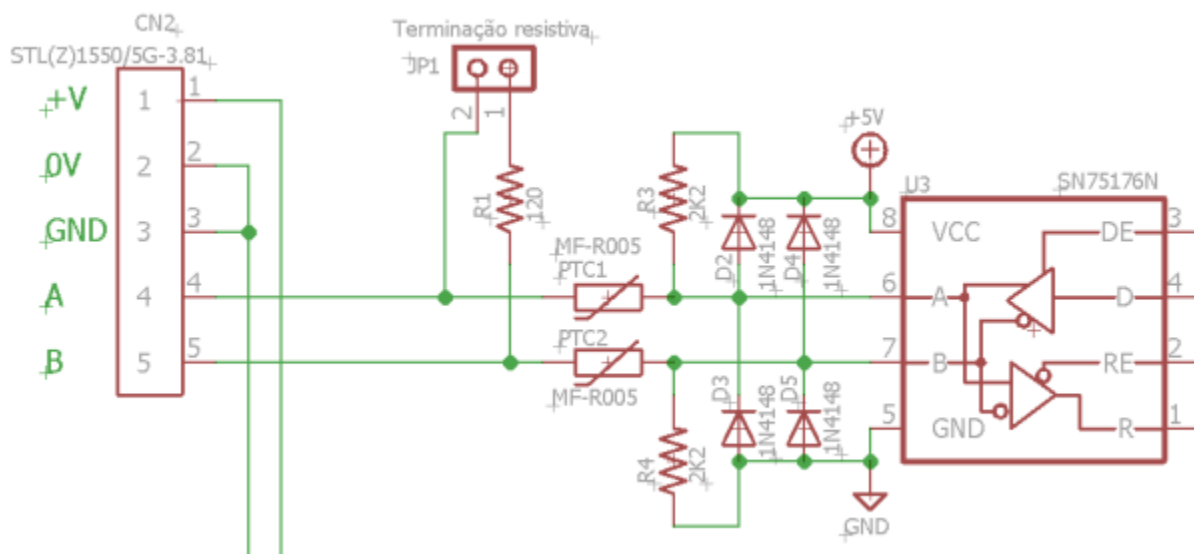 CN2
STL(Z)1550/5G-3.81
+V
0V
GND
A
B
1
2
3
4
5
1
2
3
4
5
Terminação resistiva
JP1
2
1
R1
120
MF-R005
PTC1
PTC2
MF-R005
R3
2K2
R4
2K2
D2
1N4148
D4
1N4148
D3
1N4148
D5
1N4148
+5V
GND
U3
SN75176N
8
VCC
6
A
7
B
5
GND
DE
3
D
4
RE
2
R
1